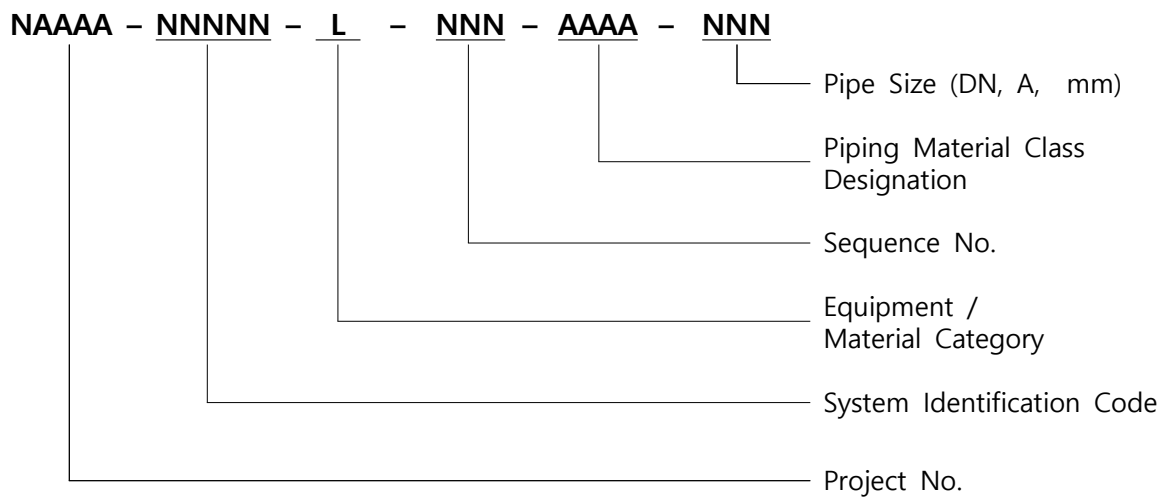 NAAAA – NNNNN – L – NNN – AAAA – NNN
Pipe Size (DN, A, mm)
Piping Material Class
Designation
Sequence No.
Equipment /
Material Category
System Identification Code
Project No.